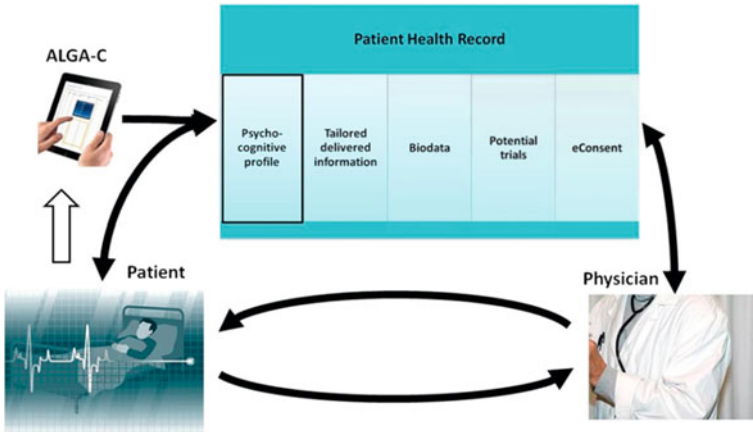 ALGA-C
Patient Health Record
Psycho-
cognitive
profile
Tailored
delivered
information
Biodata
Potential
trials
eConsent
Patient
Physician